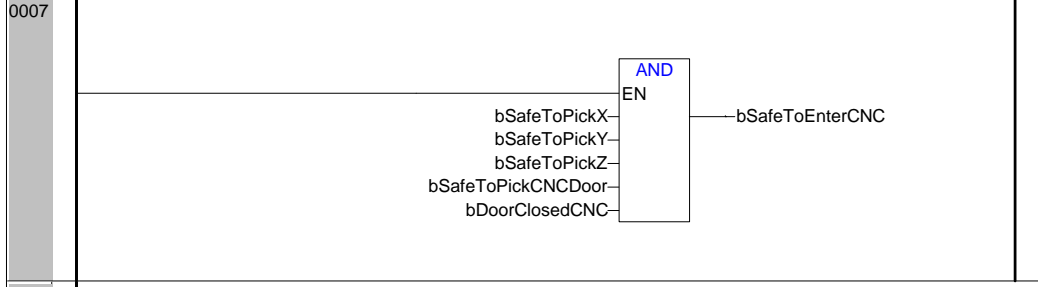 0007
AND
EN
bSafeToPickX
bSafeToEnterCNC
bSafeToPickY
bSafeToPickZ
bSafeToPickCNCDoor
bDoorClosedCNC